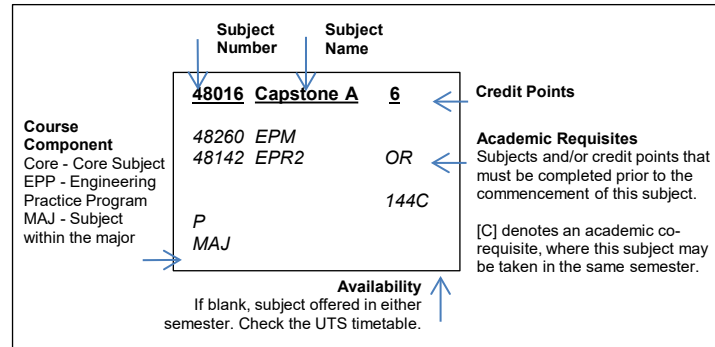 Subject
Number
Subject
Name
48016 Capstone A 6
Credit Points
48260 EPM
48142 EPR2 OR
144C
P
MAJ
Course
Component
Core - Core Subject
EPP - Engineering
Practice Program
MAJ - Subject
within the major
Academic Requisites
Subjects and/or credit points that
must be completed prior to the
commencement of this subject.
[C] denotes an academic co-
requisite, where this subject may
be taken in the same semester.
Availability
If blank, subject offered in either
semester. Check the UTS timetable.